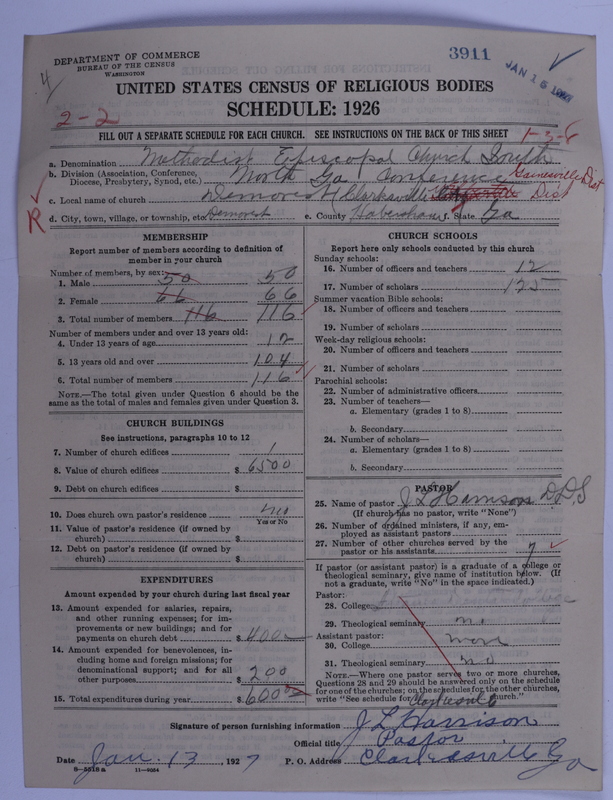 DEPARTMENT OF COMMERCE
BUREAU OF THE CENSUS
WASHINGTON
3911
JAN 15
4
UNITED STATES CENSUS OF RELIGIOUS BODIES
SCHEDULE: 1926
2-2
FILL OUT A SEPARATE SCHEDULE FOR EACH CHURCH. SEE INSTRUCTIONS ON THE BACK OF THIS SHEET
1-3-6
a. Denomination Methodist Episcopal Church South
b. Division (Association, Conference, Diocese, Presbytery, Synod, etc.) North Ga Conference Gainesville Dist
c. Local name of church Demorest Clarksville Dist
R
d. City, town, village, or township, etc. Demorest e. County Habersham f. State Ga
MEMBERSHIP
Report number of members according to definition of
member in your church
Number of members, by sex:
1. Male 50 50
2. Female 66 66
3. Total number of members 116 116
Number of members under and over 13 years old:
4. Under 13 years of age 12
5. 13 years old and over 104
6. Total number of members 116
NOTE.—The total given under Question 6 should be
same as the total of males and females given under Question 3.
CHURCH BUILDINGS
See instructions, paragraphs 10 to 12
7. Number of church edifices 1
8. Value of church edifices $ 6500
9. Debt on church edifices $
10. Does church own pastor's residence? no
Yes or No
11. Value of pastor's residence (if owned by
church) $
12. Debt on pastor's residence (if owned by
church) $
EXPENDITURES
Amount expended by your church during last fiscal year
13. Amount expended for salaries, repairs,
and other running expenses; for im-
provements or new buildings; and for
payments on church debt $ 400
14. Amount expended for benevolences, in-
cluding home and foreign missions; for
denominational support; and for all
other purposes $ 200
15. Total expenditures during year $ 600
CHURCH SCHOOLS
Report here only schools conducted by this church
Sunday schools:
16. Number of officers and teachers 12
17. Number of scholars 125
Summer vacation Bible schools:
18. Number of officers and teachers
19. Number of scholars
Week-day religious schools:
20. Number of officers and teachers
21. Number of scholars
Parochial schools:
22. Number of administrative officers
23. Number of teachers—
a. Elementary (grades 1 to 8)
b. Secondary
24. Number of scholars—
a. Elementary (grades 1 to 8)
b. Secondary
PASTOR
25. Name of pastor J L Harrison
(If church has no pastor, write "None")
26. Number of ordained ministers, if any, em-
ployed as assistant pastors
27. Number of other churches served by the
pastor or his assistants 7
If pastor (or assistant pastor) is a graduate of a college or
theological seminary, give name of institution below. (If
not a graduate, write "No" in the space indicated.)
Pastor:
28. College
29. Theological seminary no
Assistant pastor:
30. College none
31. Theological seminary no
NOTE.—Where one pastor serves two or more churches,
Questions 28 and 29 should be answered only on the schedule
for one of the churches; on the schedules for the other churches,
write "See schedule for Clarksville church."
Signature of person furnishing information J L Harrison
Official title Pastor
Date Jan. 13, 1927 P. O. Address Clarksville Ga
8—5518a 11—9034